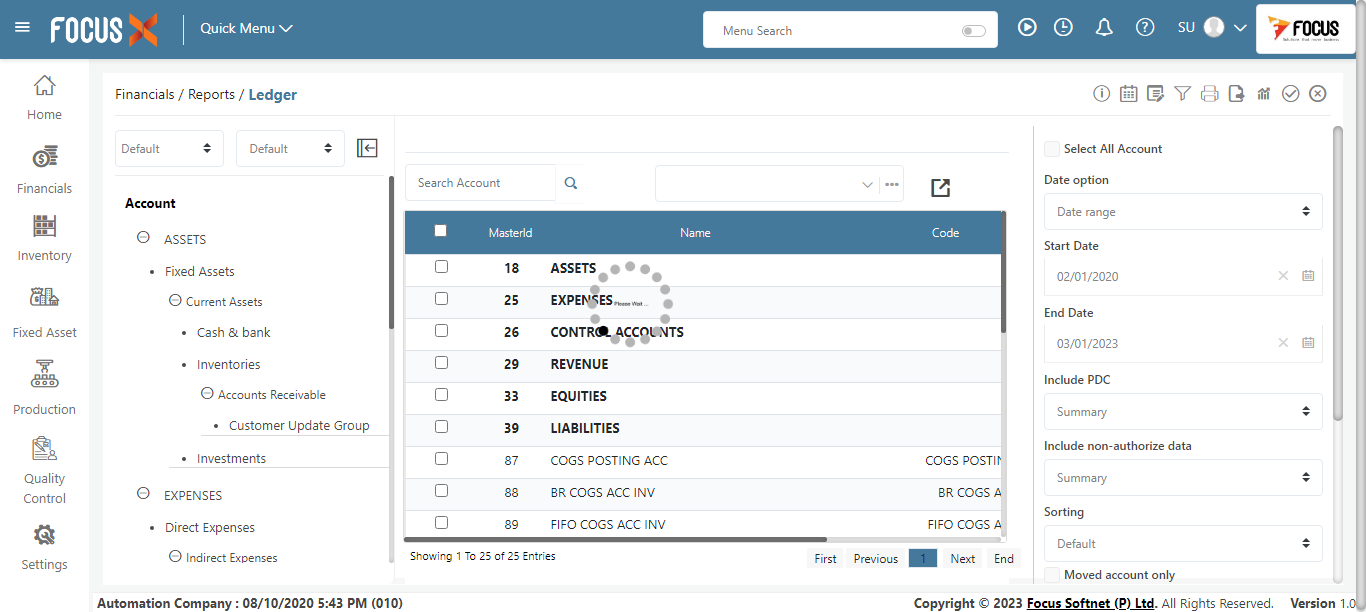 FOCUS X
Quick Menu
Menu Search
SU
FOCUS
Home
Financials
Inventory
Fixed Asset
Production
Quality
Control
Settings
Financials / Reports / Ledger
Default
Default
Account
ASSETS
Fixed Assets
Current Assets
Cash & bank
Inventories
Accounts Receivable
Customer Update Group
Investments
EXPENSES
Direct Expenses
Indirect Expenses
Search Account
MasterId Name Code
18 ASSETS
25 EXPENSES
Please Wait ...
26 CONTROL ACCOUNTS
29 REVENUE
33 EQUITIES
39 LIABILITIES
87 COGS POSTING ACC COGS POSTIN
88 BR COGS ACC INV BR COGS A
89 FIFO COGS ACC INV FIFO COGS A
Showing 1 To 25 of 25 Entries
First Previous 1 Next End
Select All Account
Date option
Date range
Start Date
02/01/2020
End Date
03/01/2023
Include PDC
Summary
Include non-authorize data
Summary
Sorting
Default
Moved account only
Automation Company : 08/10/2020 5:43 PM (010)
Copyright © 2023 Focus Softnet (P) Ltd. All Rights Reserved. Version 1.0